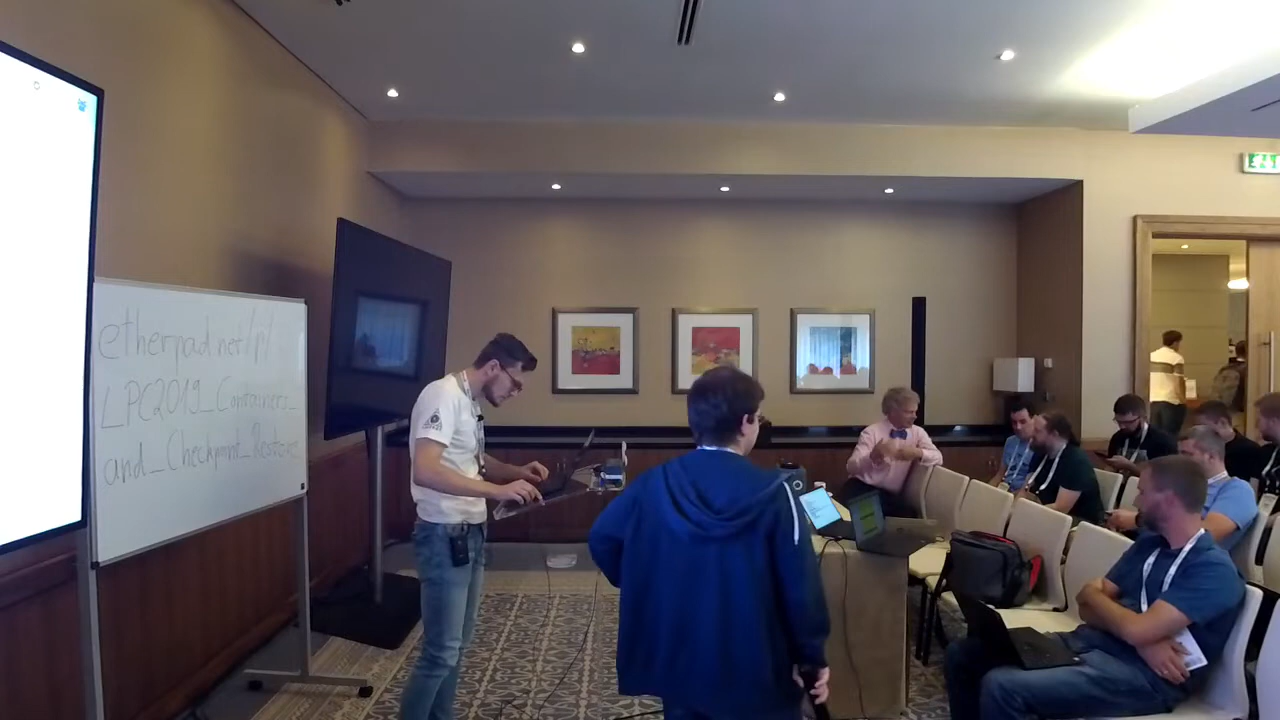 etherpad.net/p/
LPC2019_Containers_
and_Checkpoint_Restore